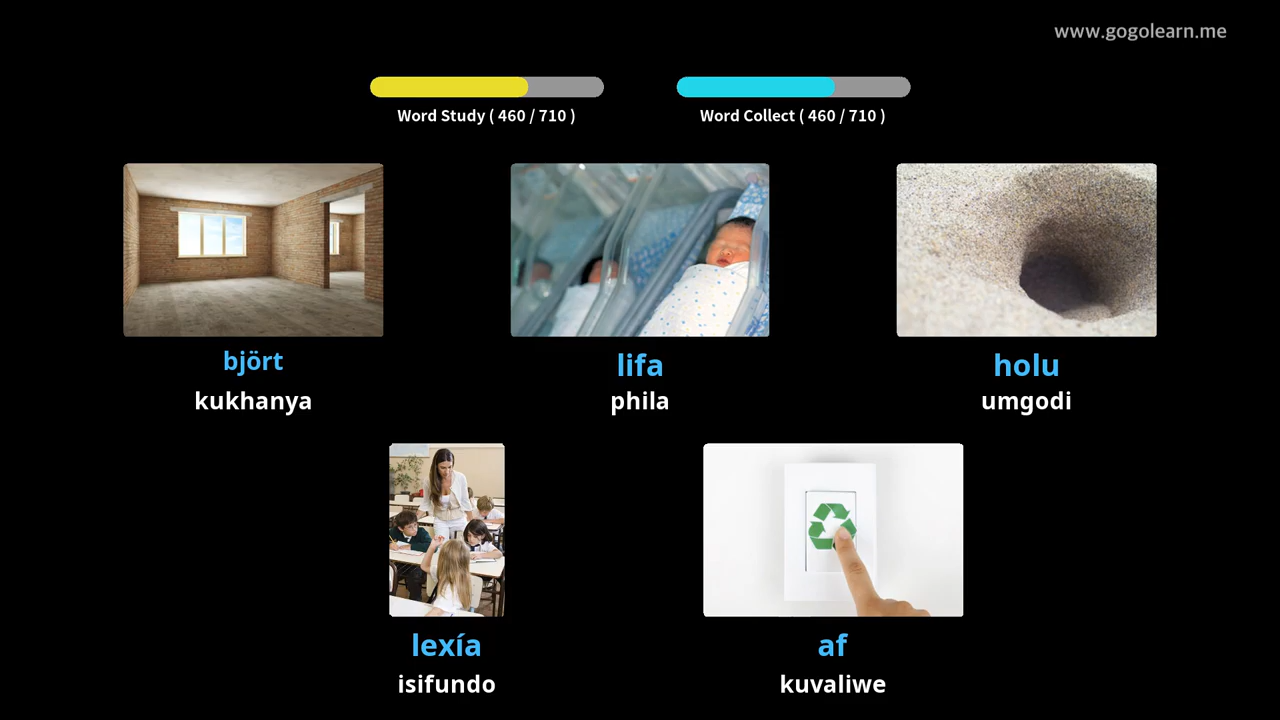 www.gogolearn.me
Word Study ( 460 / 710 )
Word Collect ( 460 / 710 )
björt
kukhanya
lifa
phila
holu
umgodi
lexía
isifundo
af
kuvaliwe